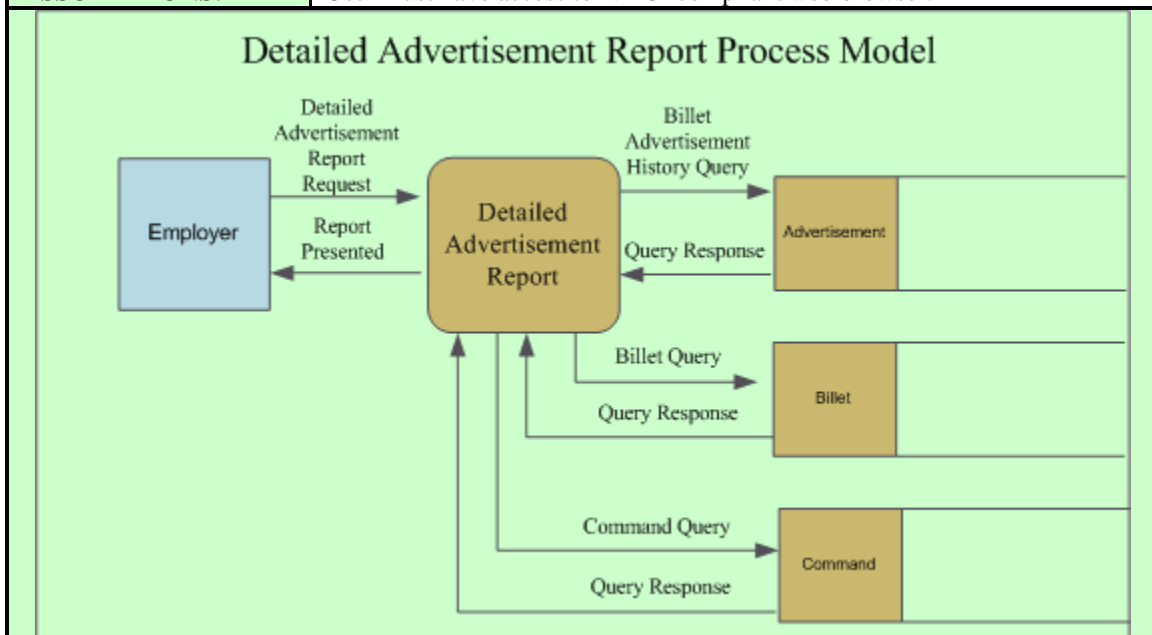 Detailed Advertisement Report Process Model
Detailed
Advertisement
Report
Request
Billet
Advertisement
History Query
Employer
Detailed
Advertisement
Report
Advertisement
Report
Presented
Query Response
Billet Query
Billet
Query Response
Command Query
Command
Query Response